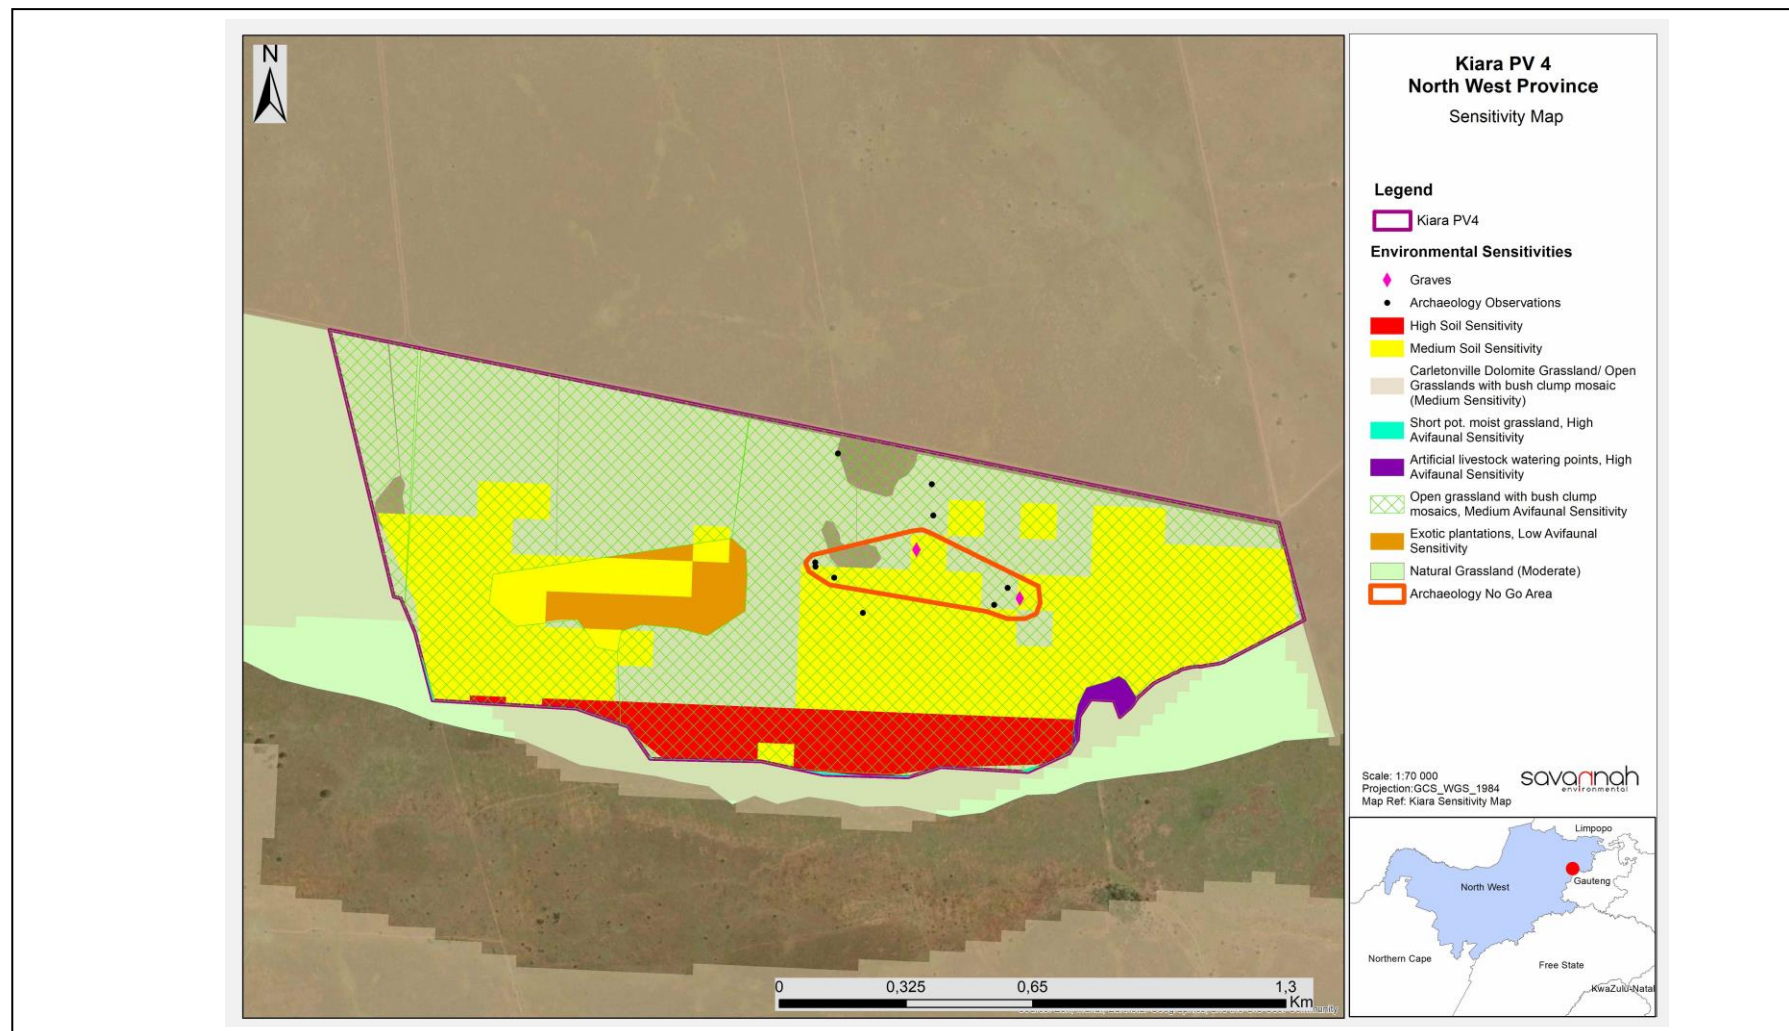 N
Kiara PV 4
North West Province
Sensitivity Map
Legend
Kiara PV4
Environmental Sensitivities
Graves
Archaeology Observations
High Soil Sensitivity
Medium Soil Sensitivity
Carletonville Dolomite Grassland/ Open
Grasslands with bush clump mosaic
(Medium Sensitivity)
Short pot. moist grassland, High
Avifaunal Sensitivity
Artificial livestock watering points, High
Avifaunal Sensitivity
Open grassland with bush clump
mosaics, Medium Avifaunal Sensitivity
Exotic plantations, Low Avifaunal
Sensitivity
Natural Grassland (Moderate)
Archaeology No Go Area
Scale: 1:70 000
Projection:GCS_WGS_1984
Map Ref: Kiara Sensitivity Map
savannah
environmental
Limpopo
North West
Gauteng
Northern Cape
Free State
KwaZulu-Natal
0 0,325 0,65 1,3
Km